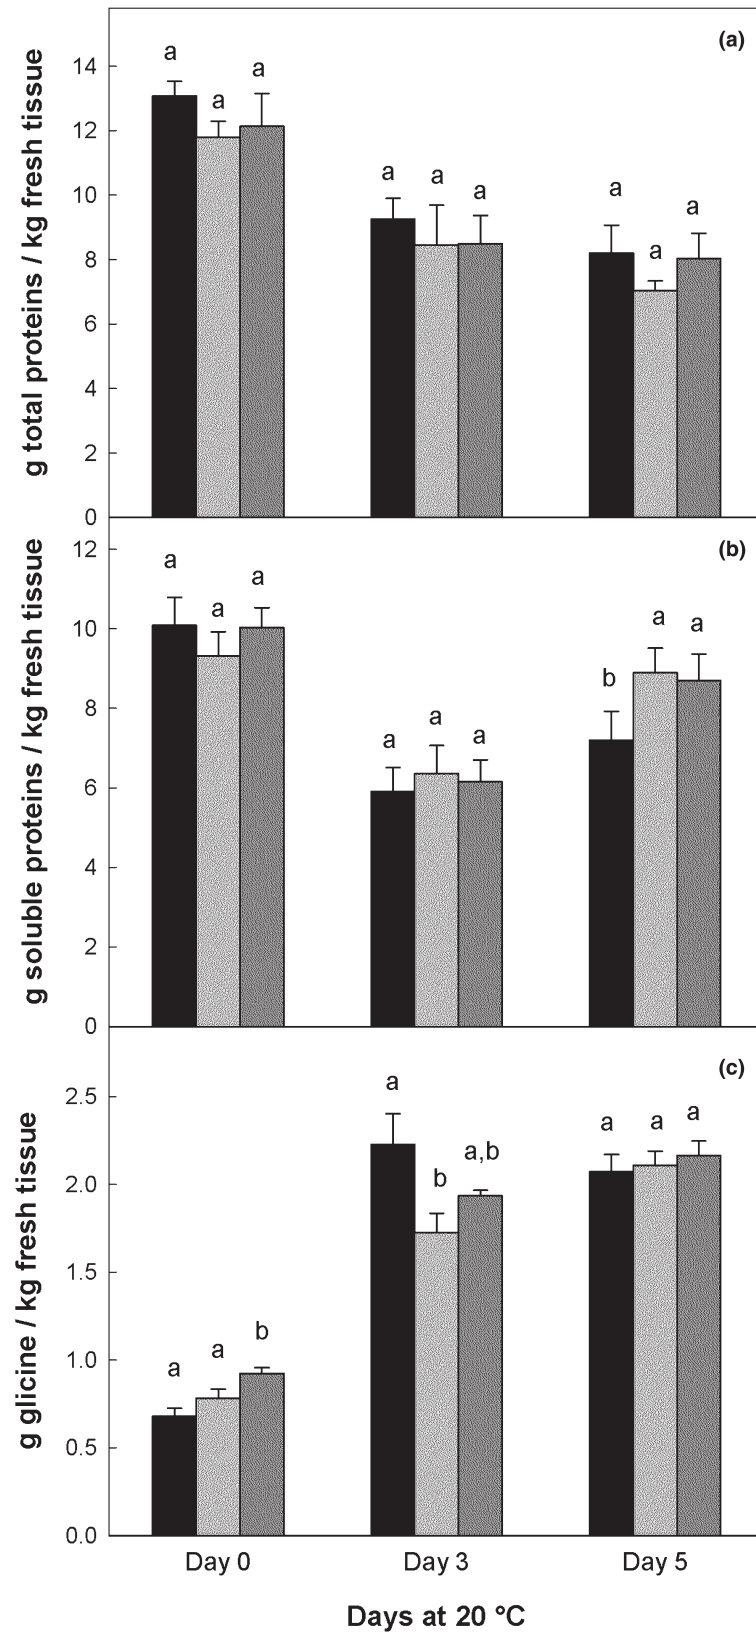 (a)
g total proteins / kg fresh tissue
14
12
10
8
6
4
2
0
a a a
a a a
a a a
(b)
g soluble proteins / kg fresh tissue
12
10
8
6
4
2
0
a a a
a a a
b a a
(c)
g glicine / kg fresh tissue
2.5
2.0
1.5
1.0
0.5
0.0
a a b
a b a,b
a a a
Day 0 Day 3 Day 5
Days at 20 °C